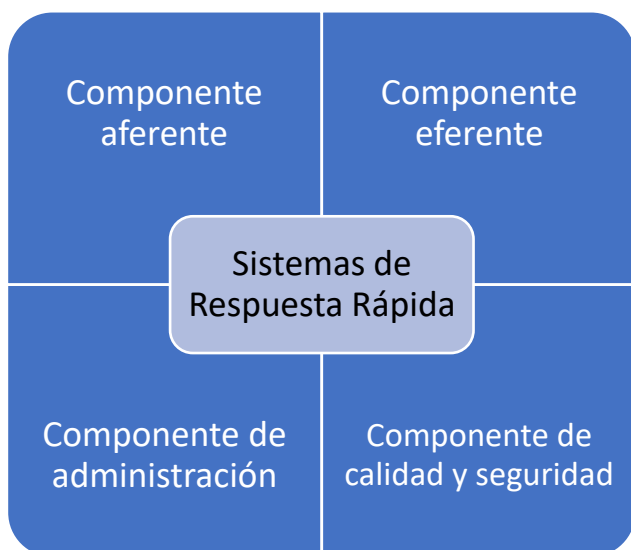 Componente
aferente
Componente
eferente
Sistemas de
Respuesta Rápida
Componente de
administración
Componente de
calidad y seguridad